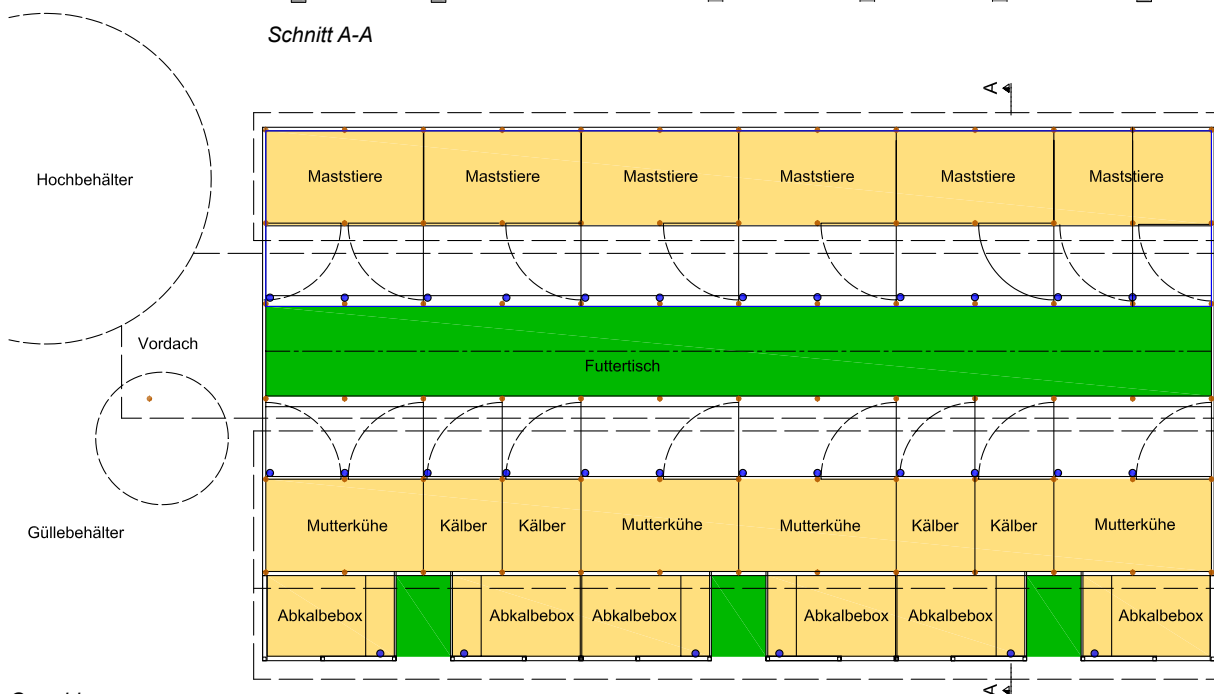 Schnitt A-A
A
Hochbehälter
Maststiere
Maststiere
Maststiere
Maststiere
Maststiere
Maststiere
Vordach
Futtertisch
Güllebehälter
Mutterkühe
Kälber
Kälber
Mutterkühe
Mutterkühe
Kälber
Kälber
Mutterkühe
Abkalbebox
Abkalbebox
Abkalbebox
Abkalbebox
Abkalbebox
Abkalbebox
A